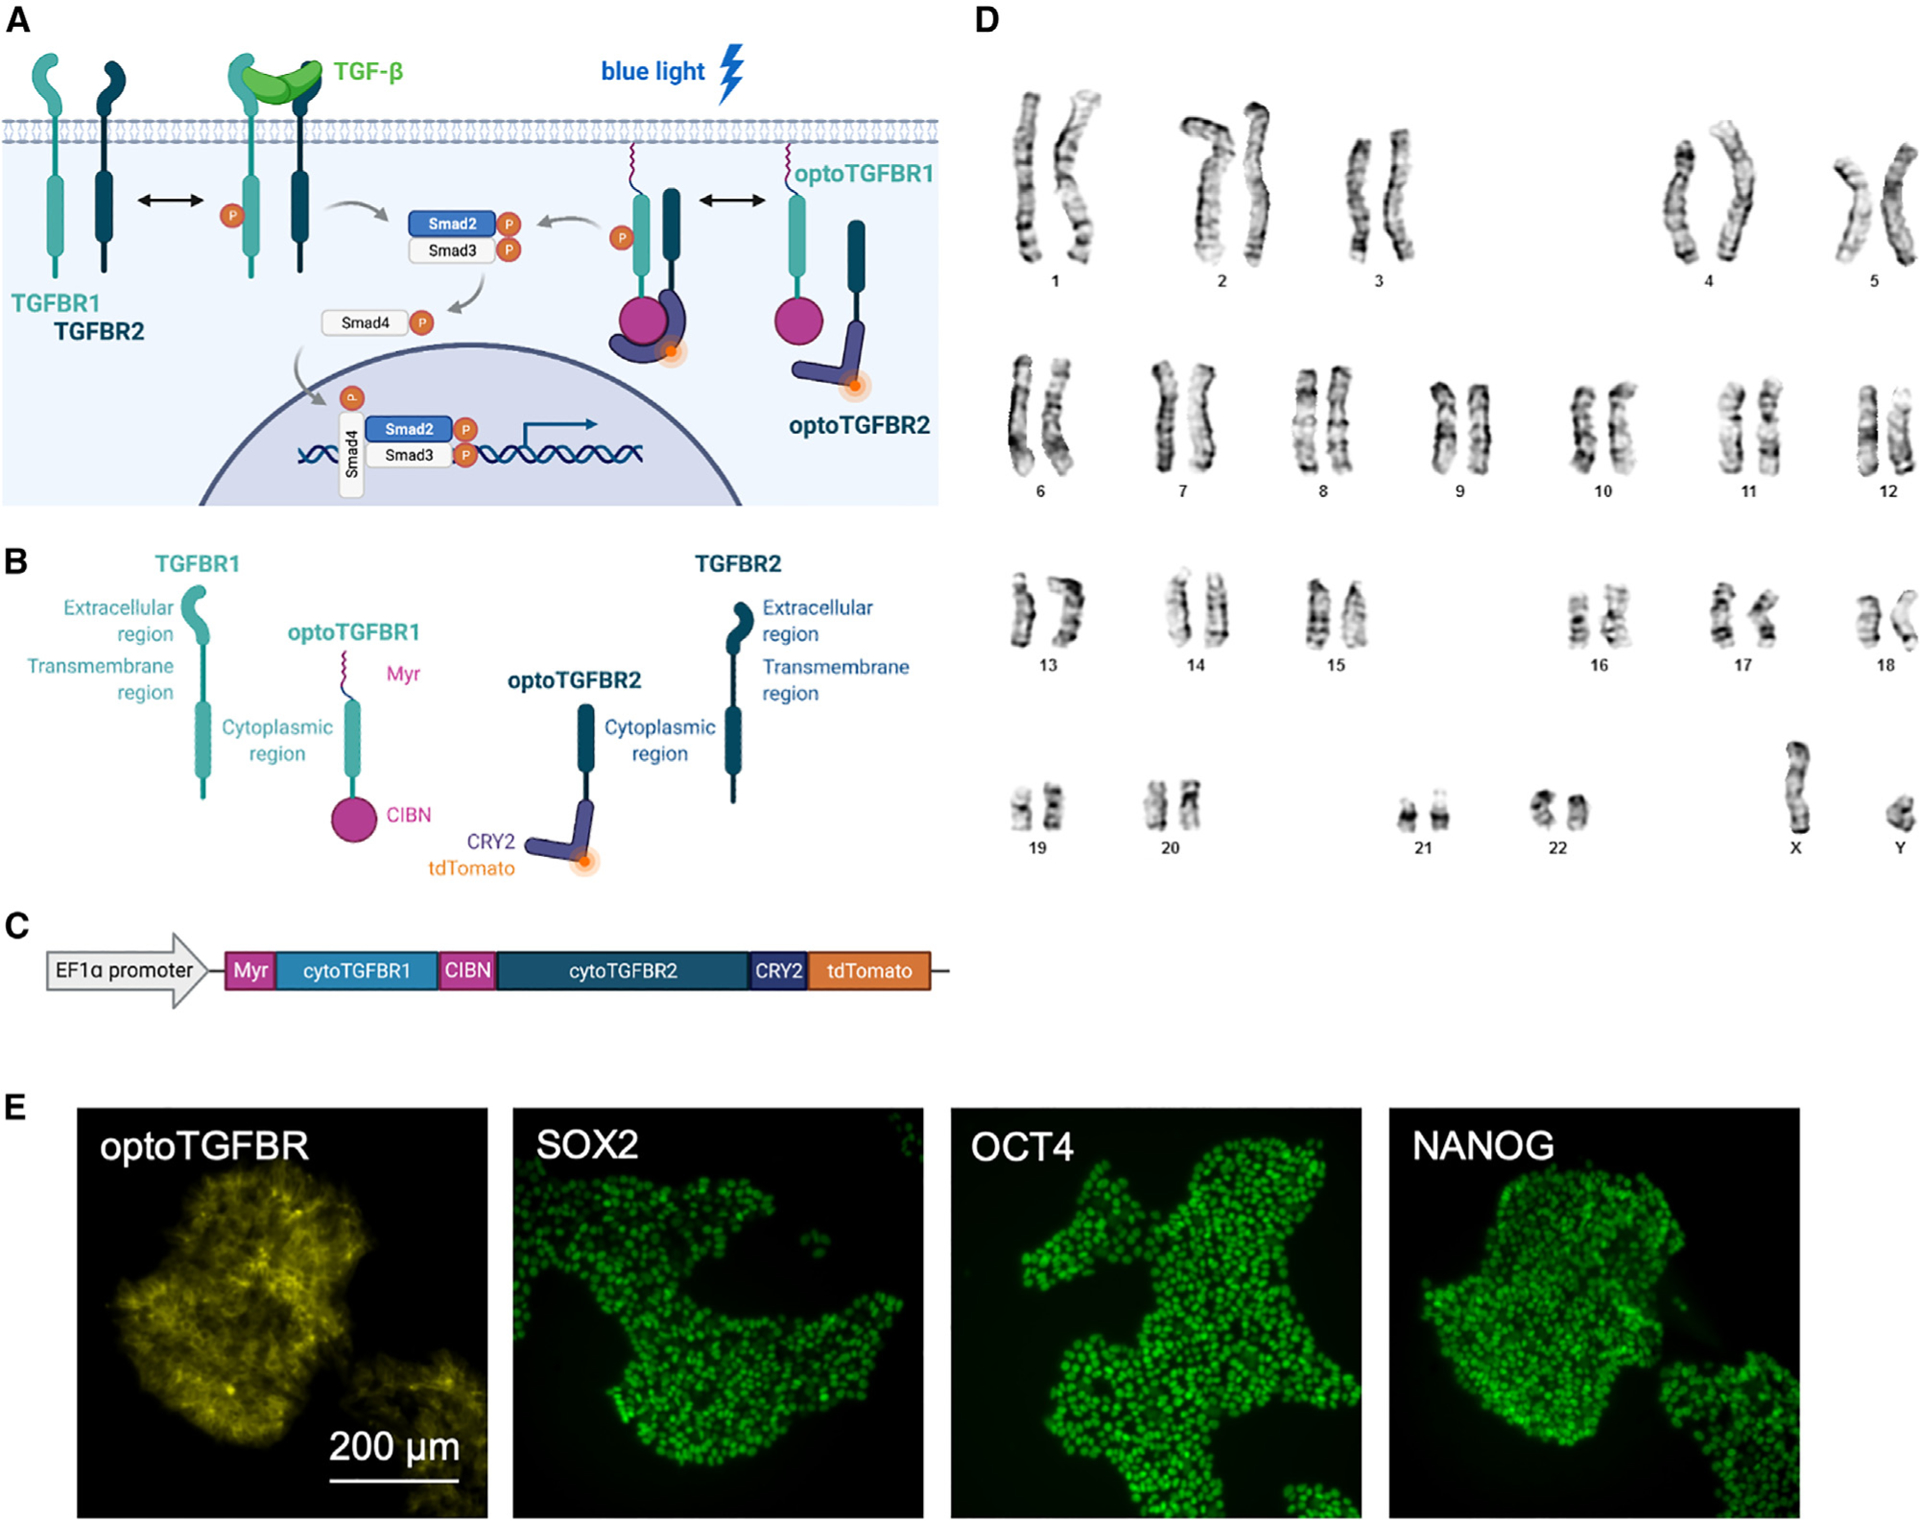 A
TGF-β
blue light
optoTGFBR1
P
P
Smad2
P
Smad3
P
TGFBR1
TGFBR2
Smad4
P
optoTGFBR2
P
Smad4
Smad2
P
Smad3
P
B
TGFBR1
Extracellular
region
Transmembrane
region
Cytoplasmic
region
optoTGFBR1
Myr
CIBN
optoTGFBR2
CRY2
tdTomato
Cytoplasmic
region
TGFBR2
Extracellular
region
Transmembrane
region
C
EF1α promoter
Myr
cytoTGFBR1
CIBN
cytoTGFBR2
CRY2
tdTomato
D
1 2 3 4 5
6 7 8 9 10 11 12
13 14 15 16 17 18
19 20 21 22 X Y
E
optoTGFBR
200 μm
SOX2
OCT4
NANOG